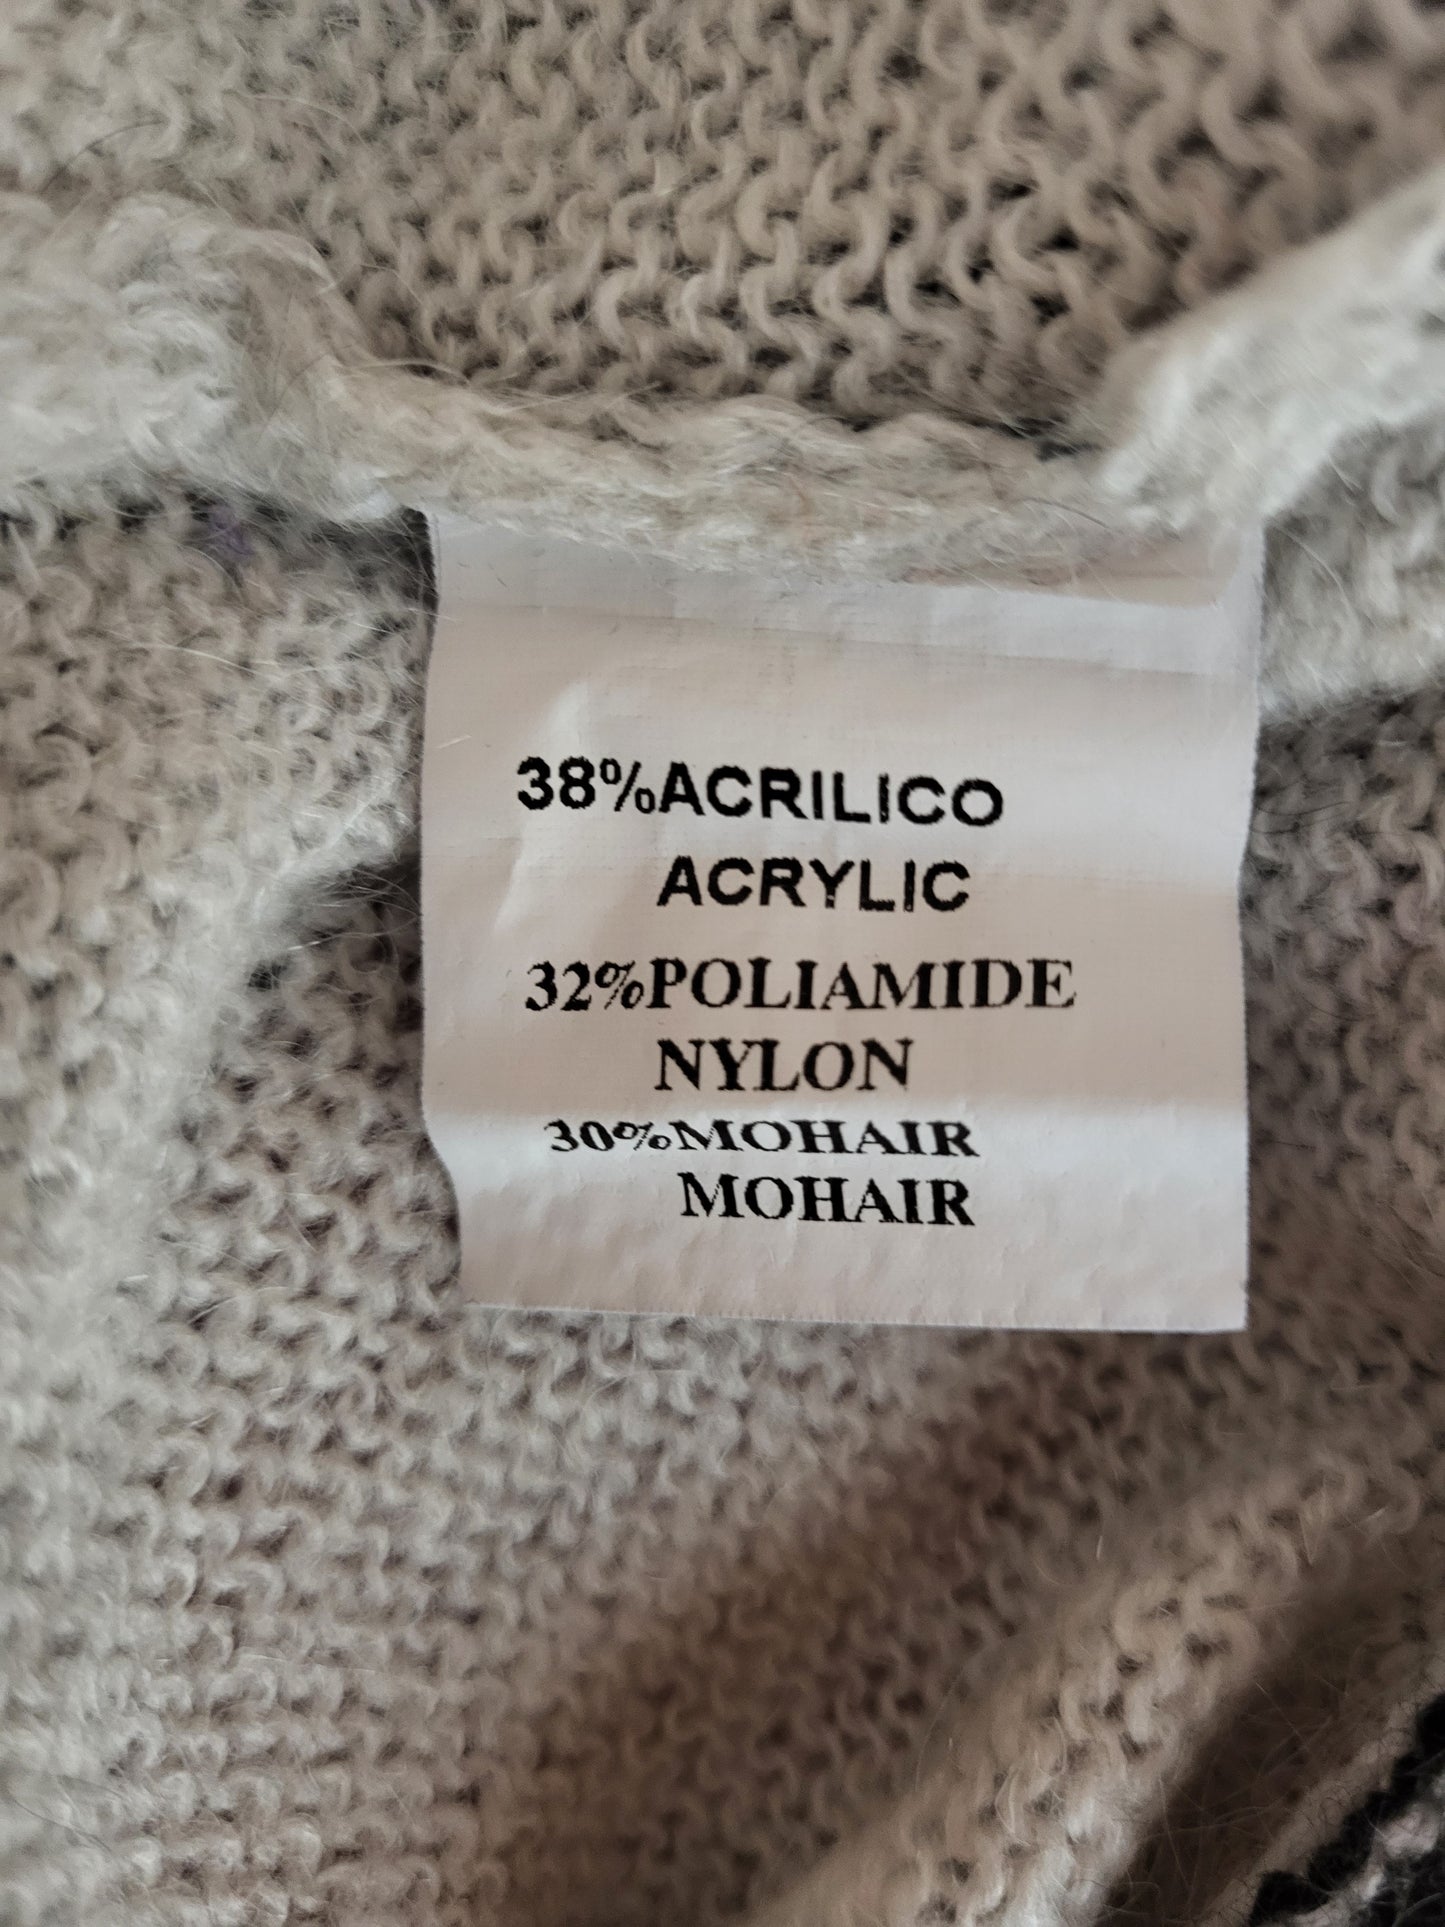 38%ACRILICO
ACRYLIC
32%POLIAMIDE
NYLON
30%MOHAIR
MOHAIR